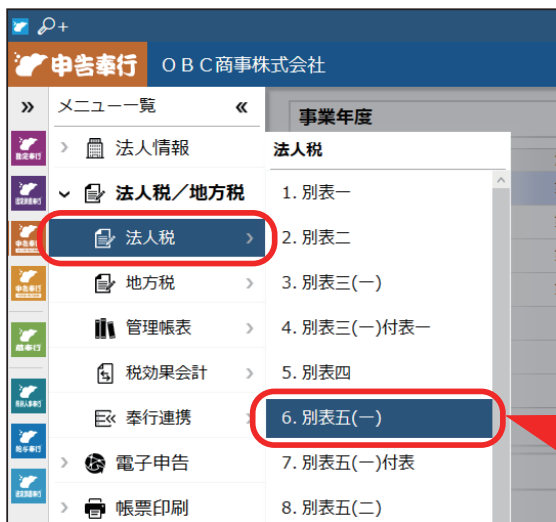 申告奉行 ＯＢＣ商事株式会社
» メニュー一覧 «
事業年度
法人情報
法人税／地方税
法人税
地方税
管理帳表
税効果会計
奉行連携
電子申告
帳票印刷
法人税
1. 別表一
2. 別表二
3. 別表三(一)
4. 別表三(一)付表一
5. 別表四
6. 別表五(一)
7. 別表五(一)付表
8. 別表五(二)